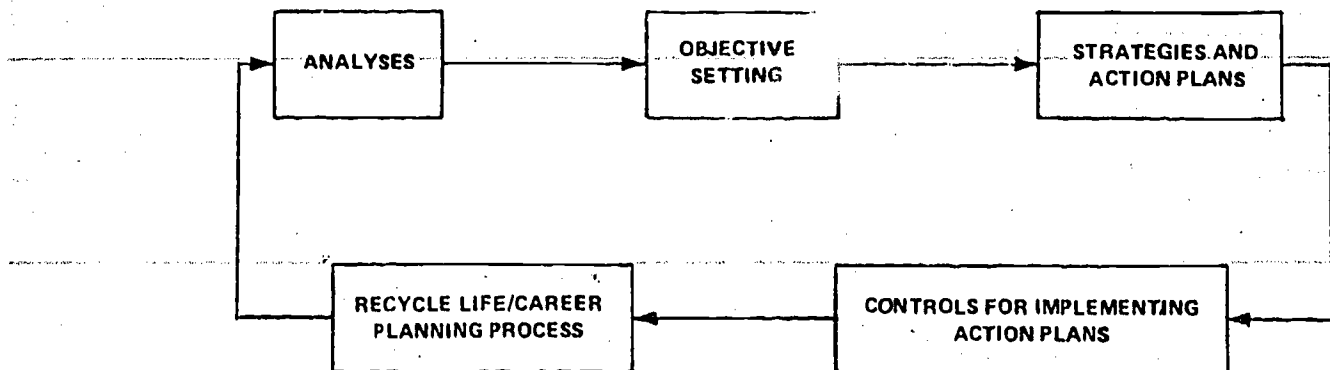 ANALYSES
OBJECTIVE
SETTING
STRATEGIES AND
ACTION PLANS
RECYCLE LIFE/CAREER
PLANNING PROCESS
CONTROLS FOR IMPLEMENTING
ACTION PLANS